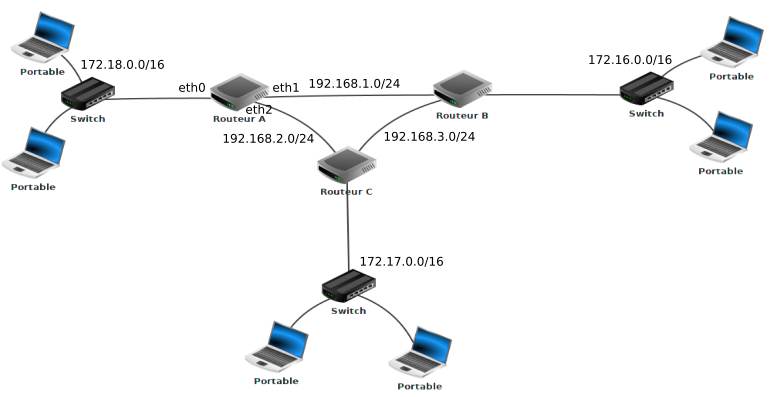 172.18.0.0/16
Portable
Switch
Portable
eth0
eth1
eth2
Routeur A
192.168.1.0/24
192.168.2.0/24
192.168.3.0/24
Routeur B
Routeur C
172.16.0.0/16
Portable
Switch
Portable
172.17.0.0/16
Switch
Portable
Portable